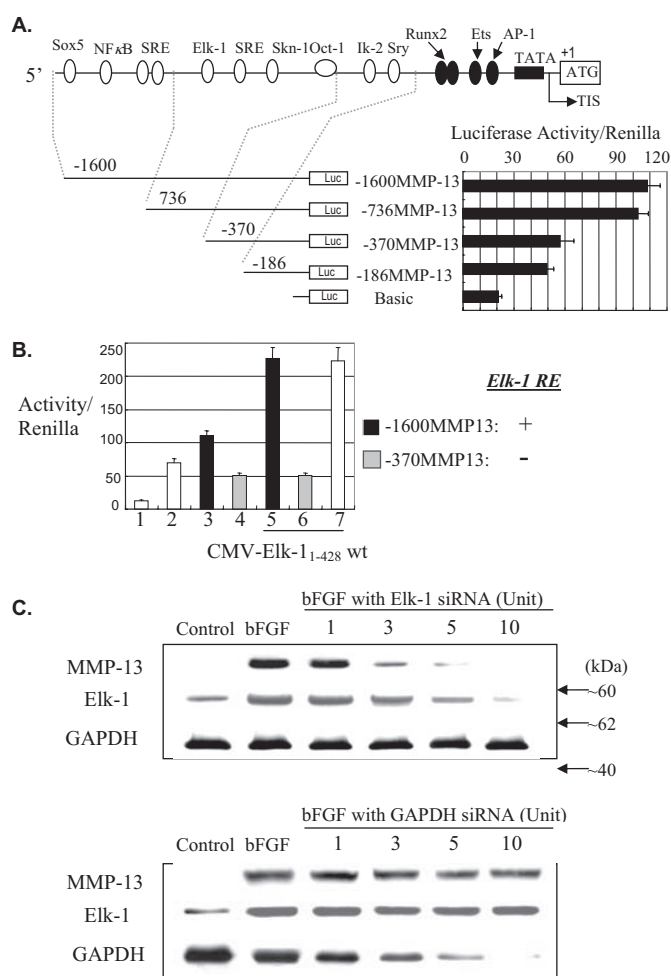 A.
Sox5 NFκB SRE Elk-1 SRE Skn-1 Oct-1 Ik-2 Sry Runx2 Ets AP-1 TATA +1
5’ ATG
TIS
Luciferase Activity/Renilla
0 30 60 90 120
-1600 Luc -1600MMP-13
736 Luc -736MMP-13
-370 Luc -370MMP-13
-186 Luc -186MMP-13
Luc Basic
B.
250
200
150
100
50
0
Activity/
Renilla
1 2 3 4 5 6 7
CMV-Elk-1₁₋₄₂₈ wt
Elk-1 RE
-1600MMP13: +
-370MMP13: -
C.
bFGF with Elk-1 siRNA (Unit)
Control bFGF 1 3 5 10
MMP-13 (kDa)
Elk-1 ~60
GAPDH ~62
~40
bFGF with GAPDH siRNA (Unit)
Control bFGF 1 3 5 10
MMP-13
Elk-1
GAPDH